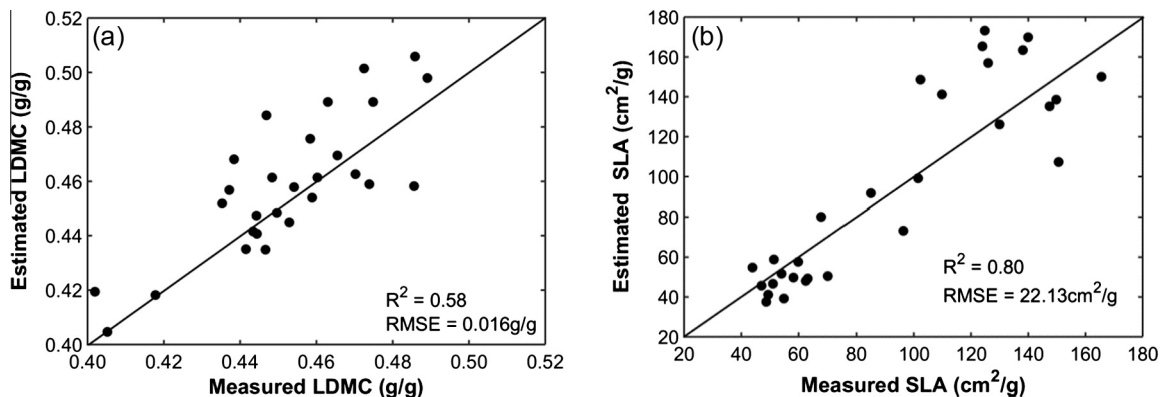 (a)
Estimated LDMC (g/g)
0.52
0.50
0.48
0.46
0.44
0.42
0.40
R² = 0.58
RMSE = 0.016g/g
0.40 0.42 0.44 0.46 0.48 0.50 0.52
Measured LDMC (g/g)
(b)
Estimated SLA (cm²/g)
180
160
140
120
100
80
60
40
20
R² = 0.80
RMSE = 22.13cm²/g
20 40 60 80 100 120 140 160 180
Measured SLA (cm²/g)